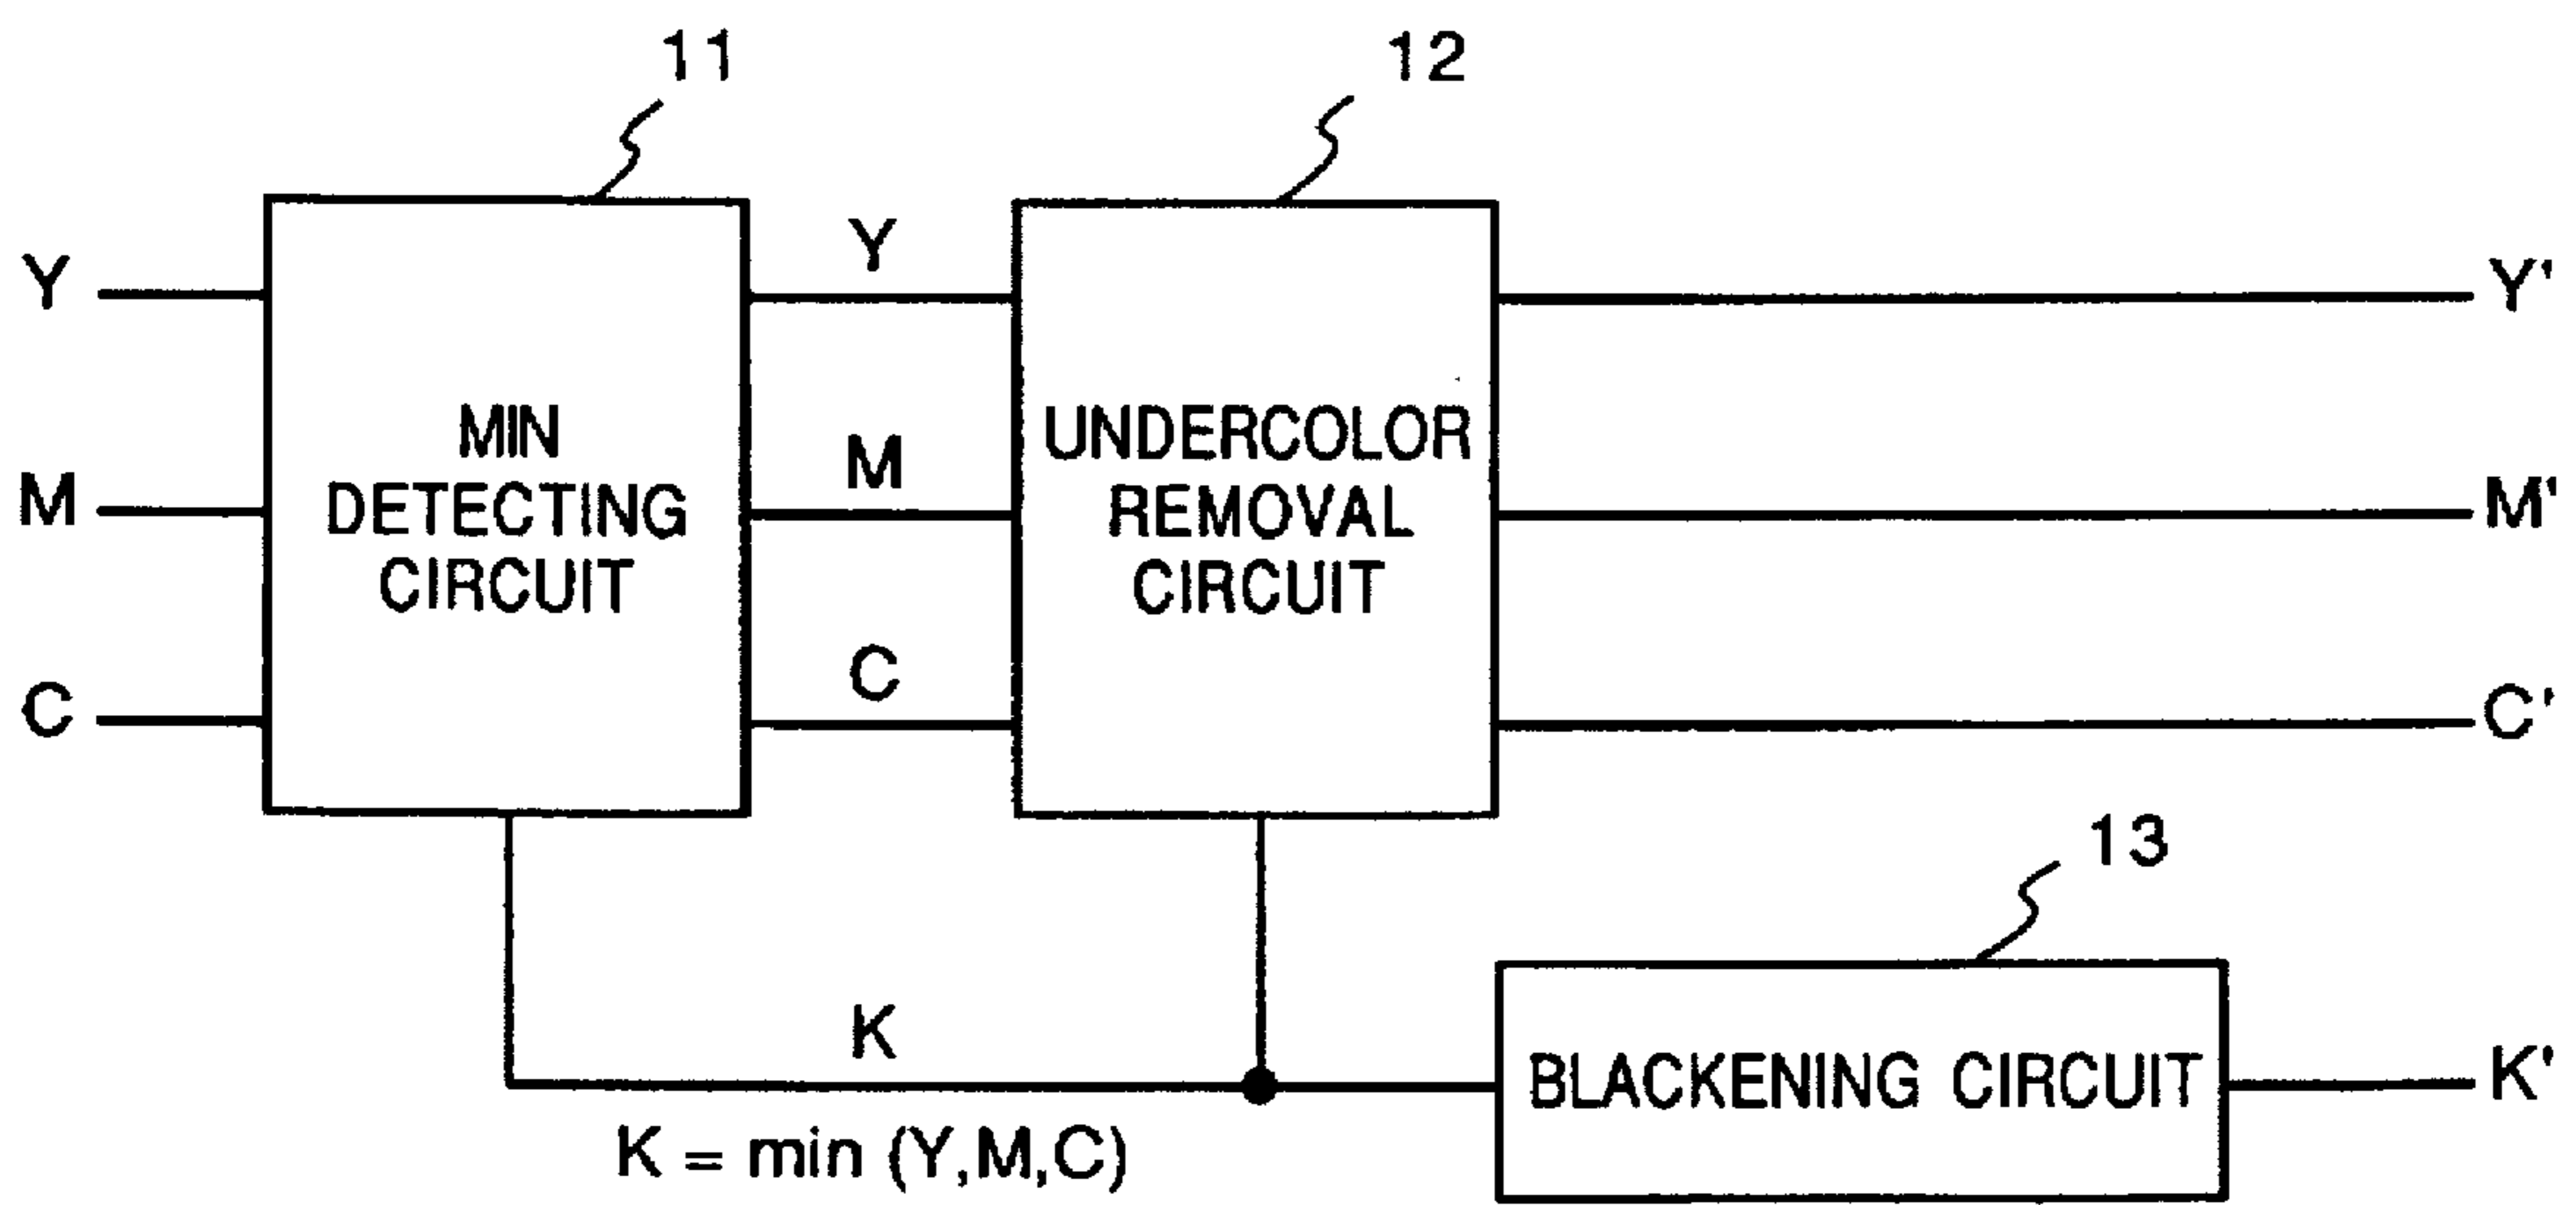 11
12
Y
Y
Y'
MIN
DETECTING
CIRCUIT
UNDERCOLOR
REMOVAL
CIRCUIT
M
M
M'
C
C
C'
13
K
K = min (Y,M,C)
BLACKENING CIRCUIT
K'